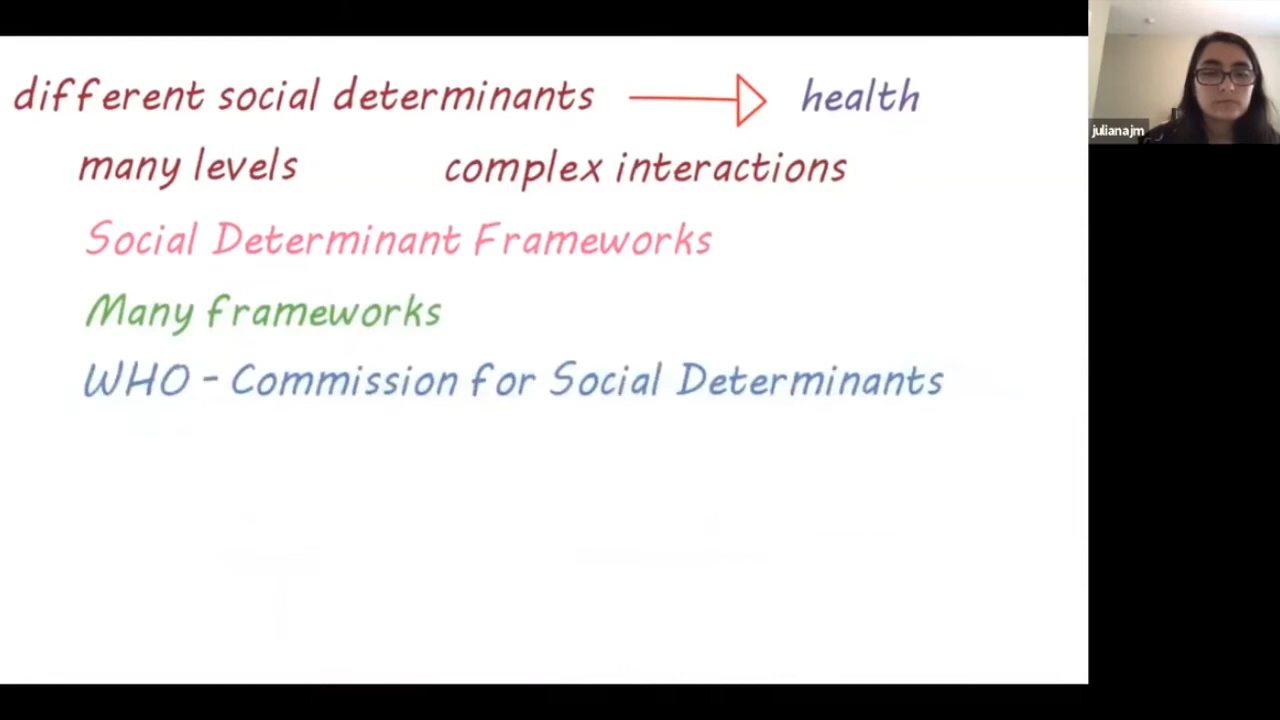 different social determinants health
many levels complex interactions
Social Determinant Frameworks
Many frameworks
WHO - Commission for Social Determinants
julianajm